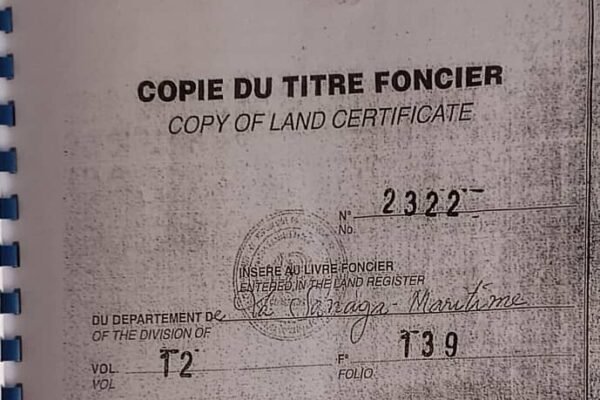 COPIE DU TITRE FONCIER
COPY OF LAND CERTIFICATE
N° 2322
No.
INSERE AU LIVRE FONCIER
ENTERED IN THE LAND REGISTER
DU DEPARTEMENT De La Sanaga-Maritime
OF THE DIVISION OF
VOL. 12 F° 139
VOL FOLIO